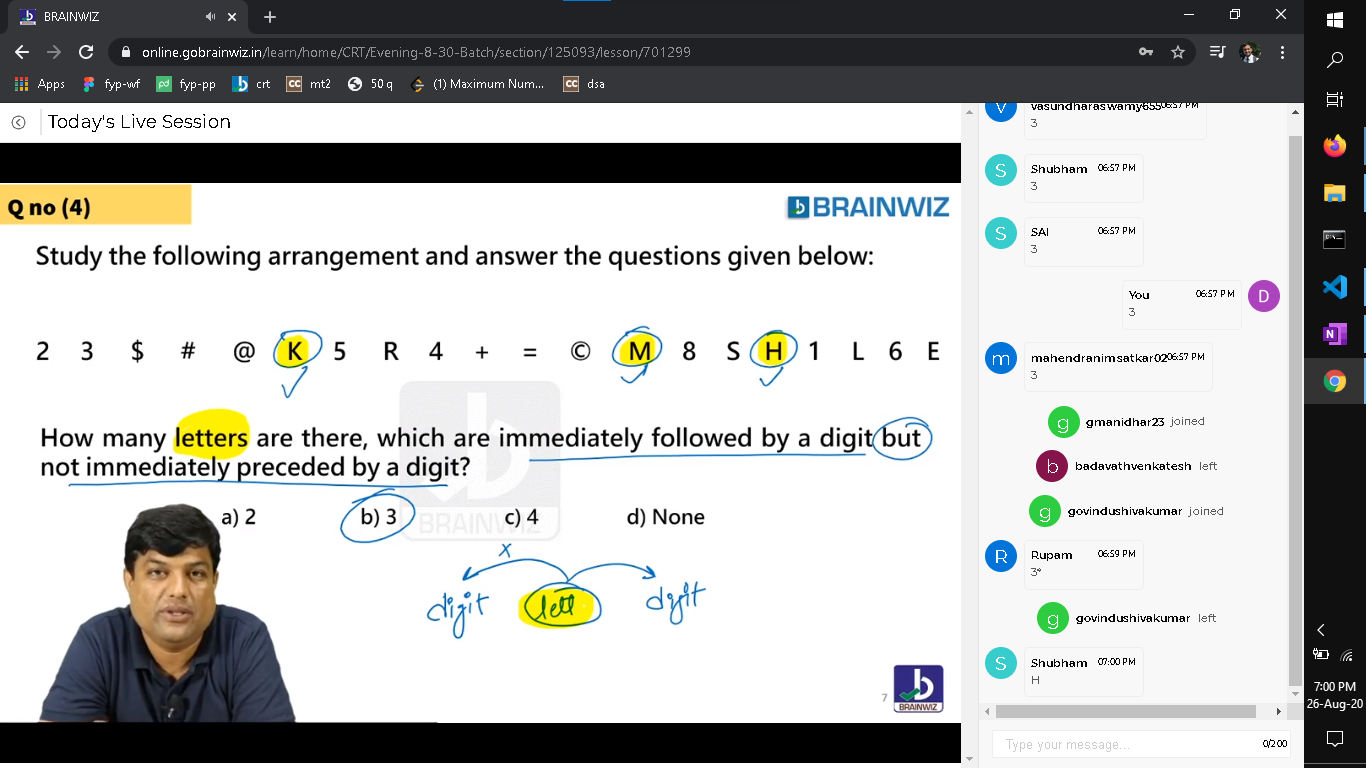 BRAINWIZ
online.gobrainwiz.in/learn/home/CRT/Evening-8-30-Batch/section/125093/lesson/701299
Apps fyp-wf fyp-pp crt mt2 50 q (1) Maximum Num... dsa
Today's Live Session
Q no (4)
BRAINWIZ
Study the following arrangement and answer the questions given below:
2 3 $ # @ K 5 R 4 + = © M 8 S H 1 L 6 E
How many letters are there, which are immediately followed by a digit but
not immediately preceded by a digit?
a) 2 b) 3 c) 4 d) None
BRAINWIZ
x
digit lett digit
7
BRAINWIZ
V vasundharaswamy655 06:57 PM
3
S Shubham 06:57 PM
3
S SAI 06:57 PM
3
You 06:57 PM D
3
m mahendranimsatkar02 06:57 PM
3
g gmanidhar23 joined
b badavathvenkatesh left
g govindushivakumar joined
R Rupam 06:59 PM
3*
g govindushivakumar left
S Shubham 07:00 PM
H
Type your message... 0/200
7:00 PM
26-Aug-20